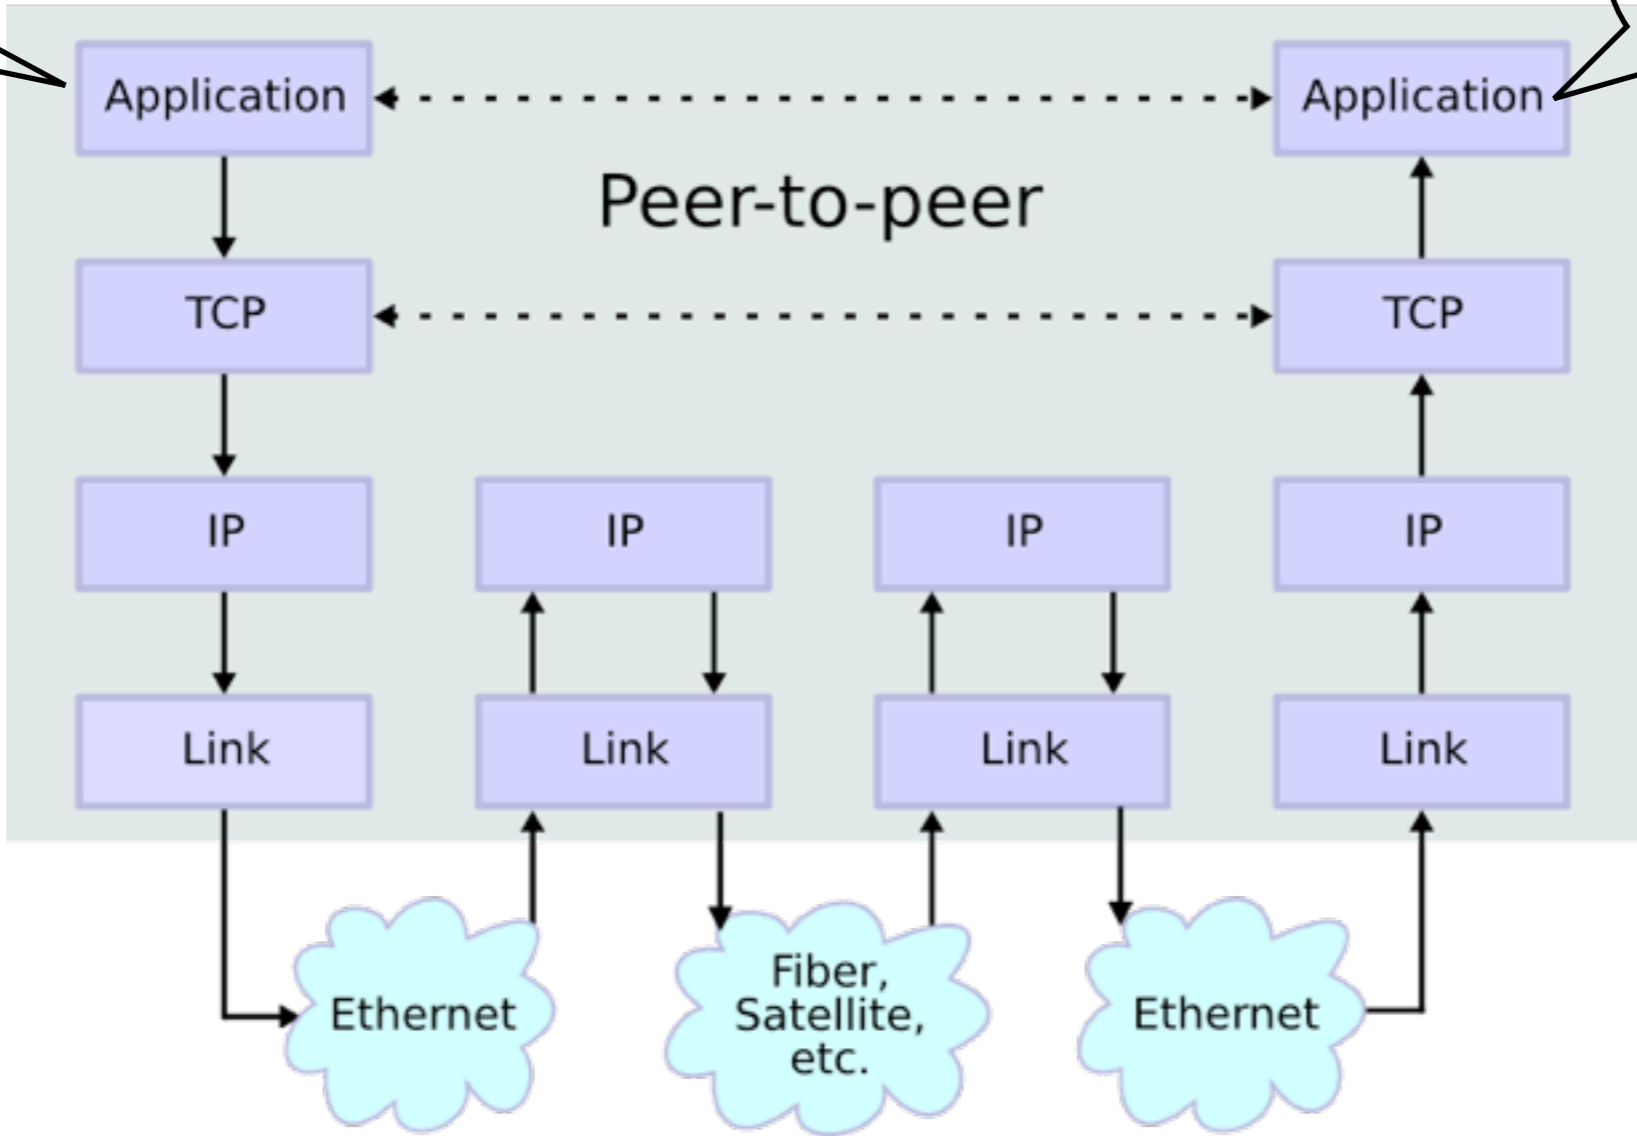 Application
Application
Peer-to-peer
TCP
TCP
IP
IP
IP
IP
Link
Link
Link
Link
Ethernet
Fiber,
Satellite,
etc.
Ethernet